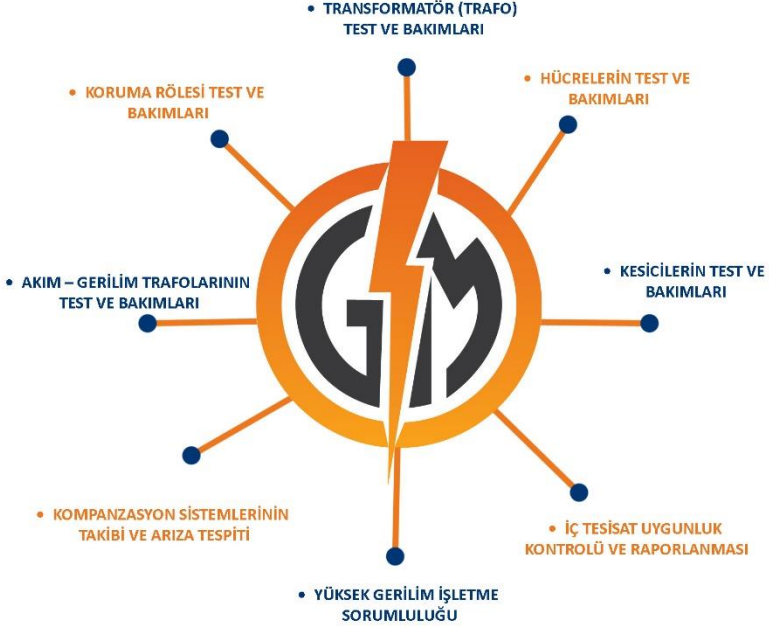 • TRANSFORMATÖR (TRAFO)
TEST VE BAKIMLARI
• HÜCRELERİN TEST VE
BAKIMLARI
• KORUMA RÖLESİ TEST VE
BAKIMLARI
• KESİCİLERİN TEST VE
BAKIMLARI
• AKIM – GERİLİM TRAFOLARININ
TEST VE BAKIMLARI
GM
• KOMPANZASYON SİSTEMLERİNİN
TAKİBİ VE ARIZA TESPİTİ
• İÇ TESİSAT UYGUNLUK
KONTROLÜ VE RAPORLANMASI
• YÜKSEK GERİLİM İŞLETME
SORUMLULUĞU